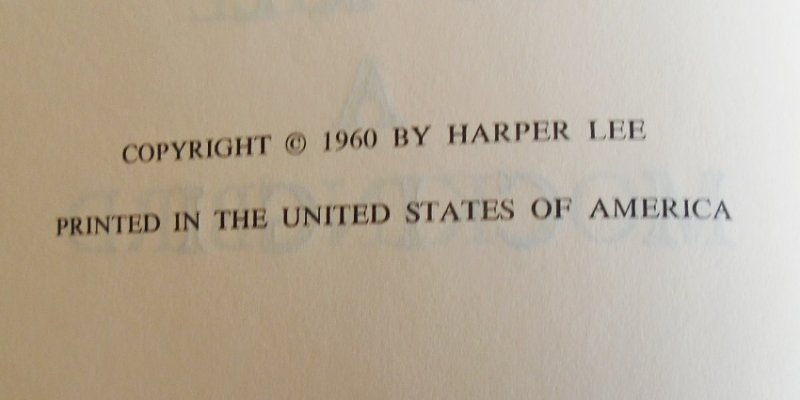 COPYRIGHT © 1960 BY HARPER LEE
PRINTED IN THE UNITED STATES OF AMERICA